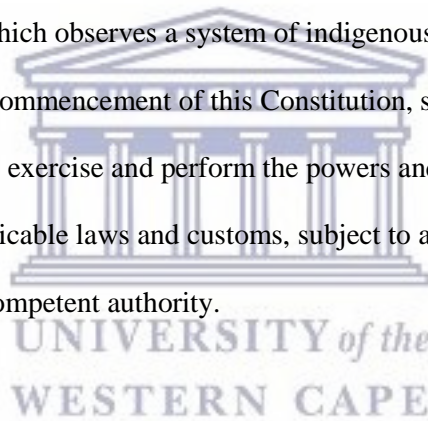 which observes a system of indigenous
ommencement of this Constitution, s
exercise and perform the powers and
icable laws and customs, subject to a
ompetent authority.
UNIVERSITY of the
WESTERN CAPE